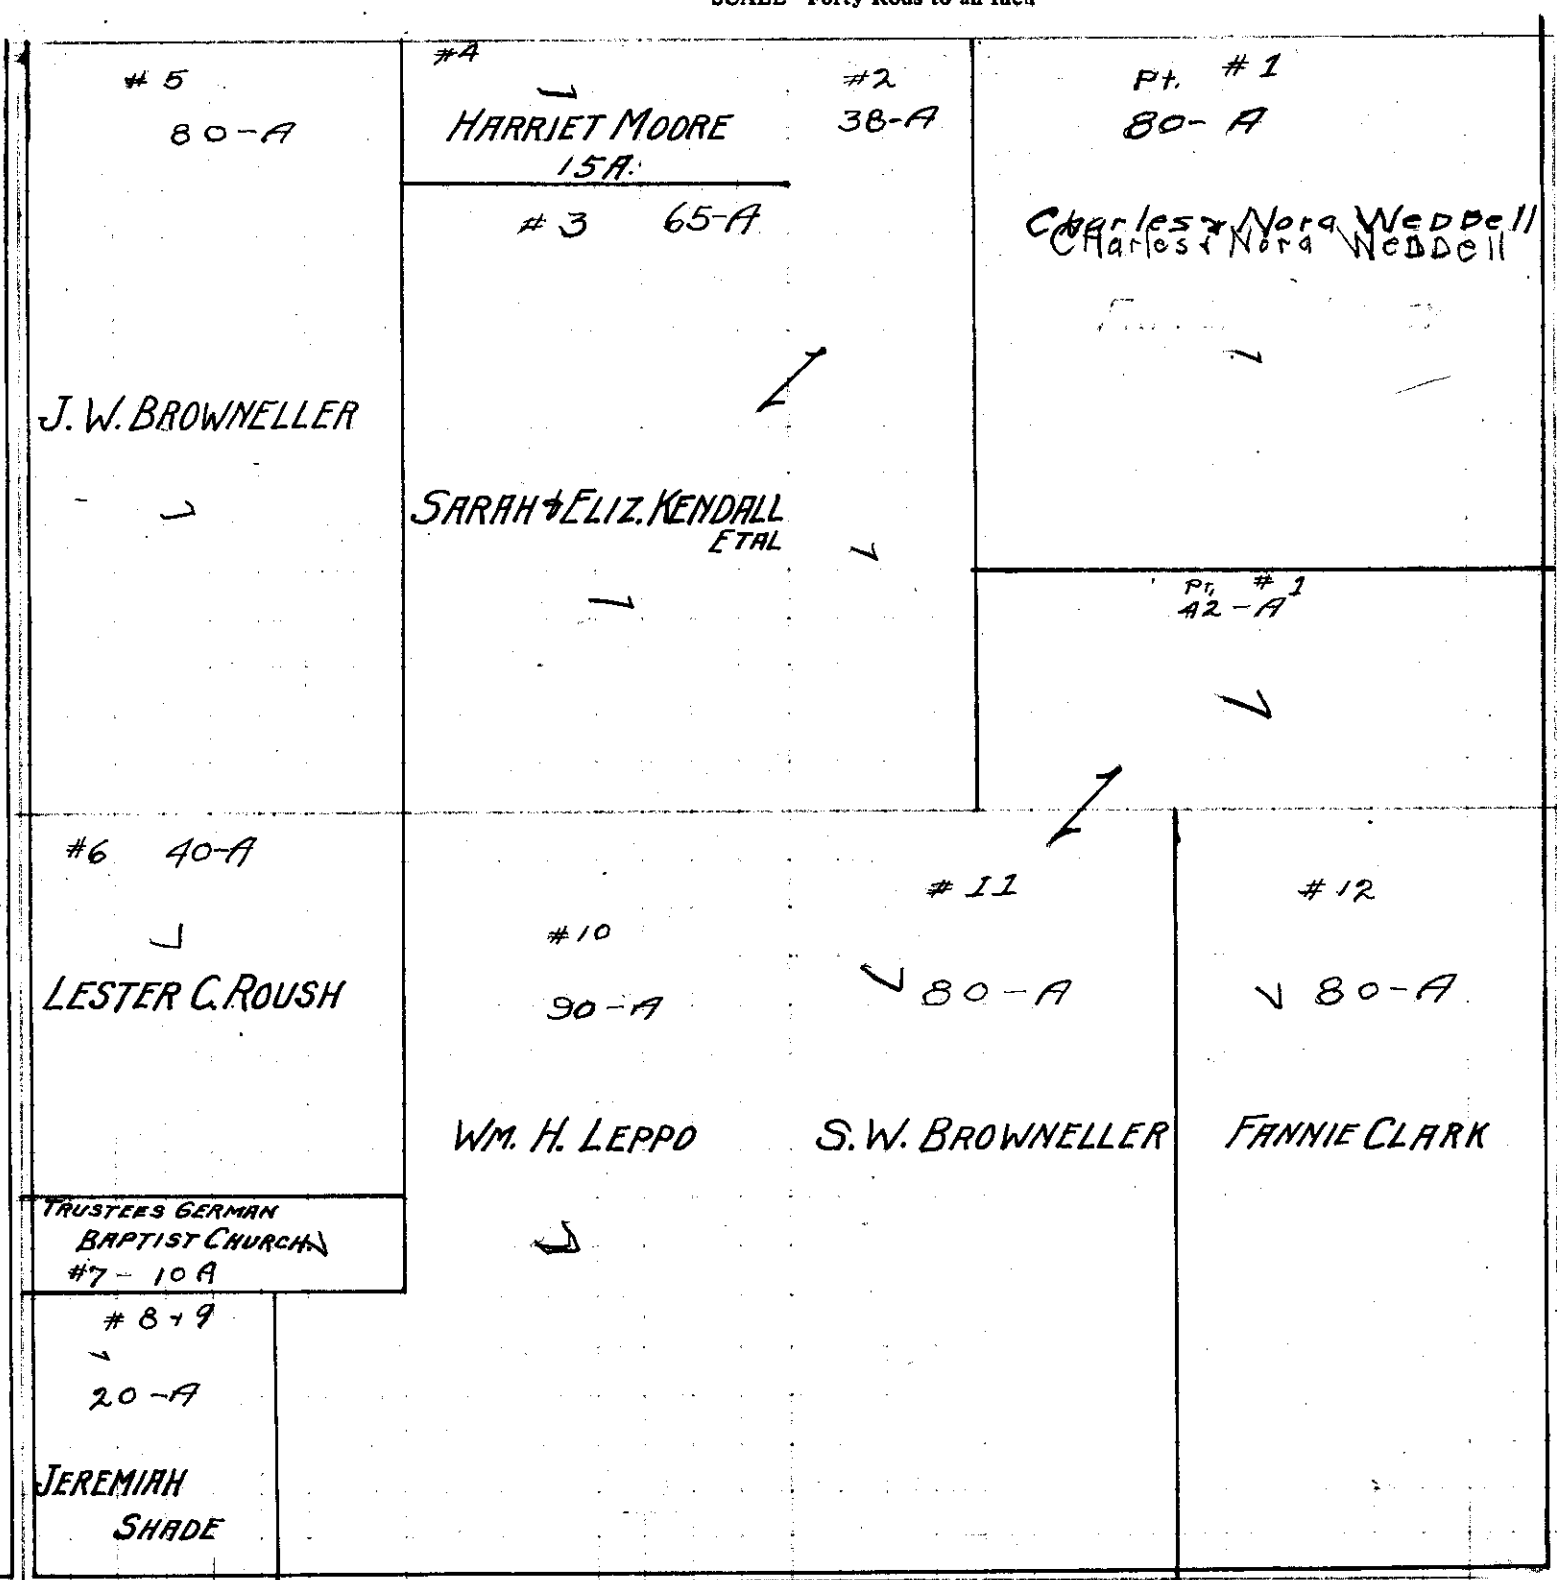 SCALE Forty Rods to an Inch
# 5
80-A
J. W. BROWNELLER
#4
HARRIET MOORE
15A.
#2
38-A
# 3 65-A
SARAH & ELIZ. KENDALL
ETAL
Pt. # 1
80-A
Charles & Nora Weddell
Charles & Nora Weddell
Pt. # 1
42-A
#6 40-A
LESTER C. ROUSH
TRUSTEES GERMAN
BAPTIST CHURCH
#7- 10A
# 8 + 9
20-A
JEREMIAH
SHADE
#10
90-A
WM. H. LEPPO
# 11
80-A
S. W. BROWNELLER
# 12
80-A
FANNIE CLARK